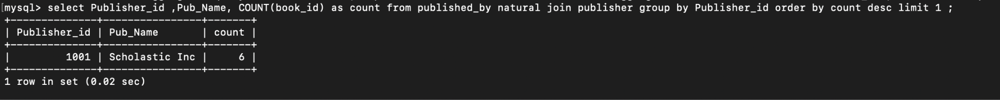 [mysql> select Publisher_id ,Pub_Name, COUNT(book_id) as count from published_by natural join publisher group by Publisher_id order by count desc limit 1 ;
+--------------+----------------+-------+
| Publisher_id | Pub_Name       | count |
+--------------+----------------+-------+
|         1001 | Scholastic Inc |     6 |
+--------------+----------------+-------+
1 row in set (0.02 sec)